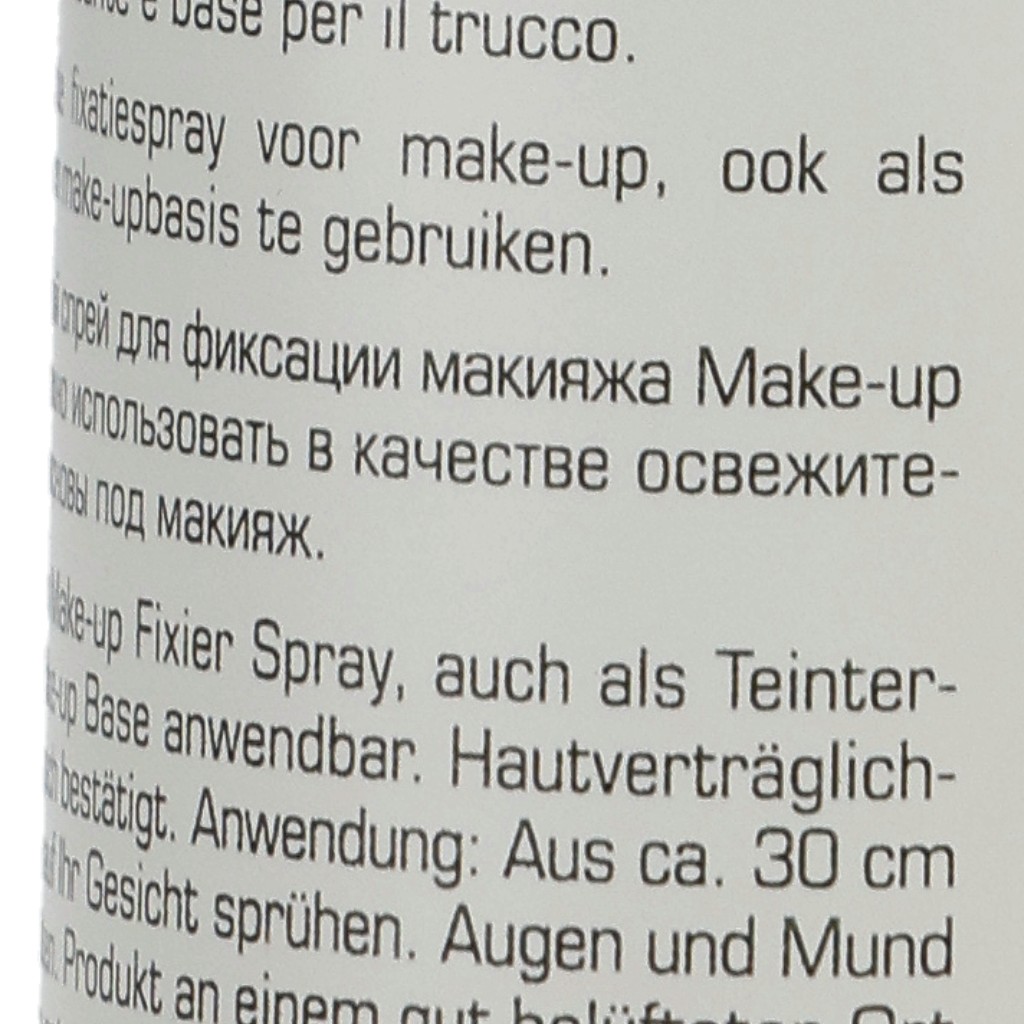 e base per il trucco.
fixatiespray voor make-up, ook als
make-upbasis te gebruiken.
спрей для фиксации макияжа Make-up
использовать в качестве освежите-
под макияж.
Make-up Fixier Spray, auch als Teinter-
Base anwendbar. Hautverträglich-
bestätigt. Anwendung: Aus ca. 30 cm
Ihr Gesicht sprühen. Augen und Mund
Produkt an einem gut belüfteten Ort